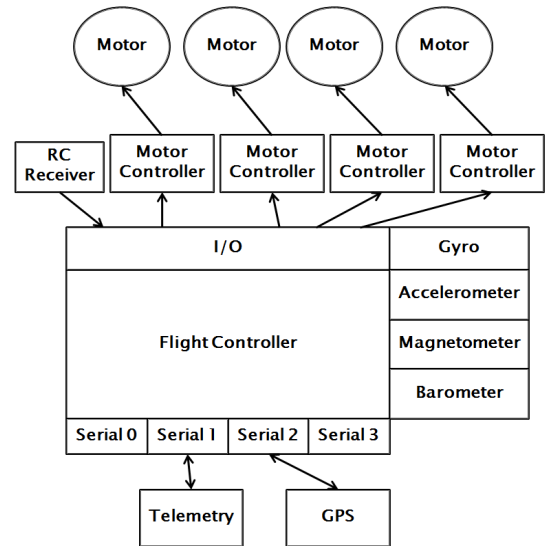 Motor
Motor
Motor
Motor
RC
Receiver
Motor
Controller
Motor
Controller
Motor
Controller
Motor
Controller
I/O
Gyro
Accelerometer
Flight Controller
Magnetometer
Barometer
Serial 0
Serial 1
Serial 2
Serial 3
Telemetry
GPS